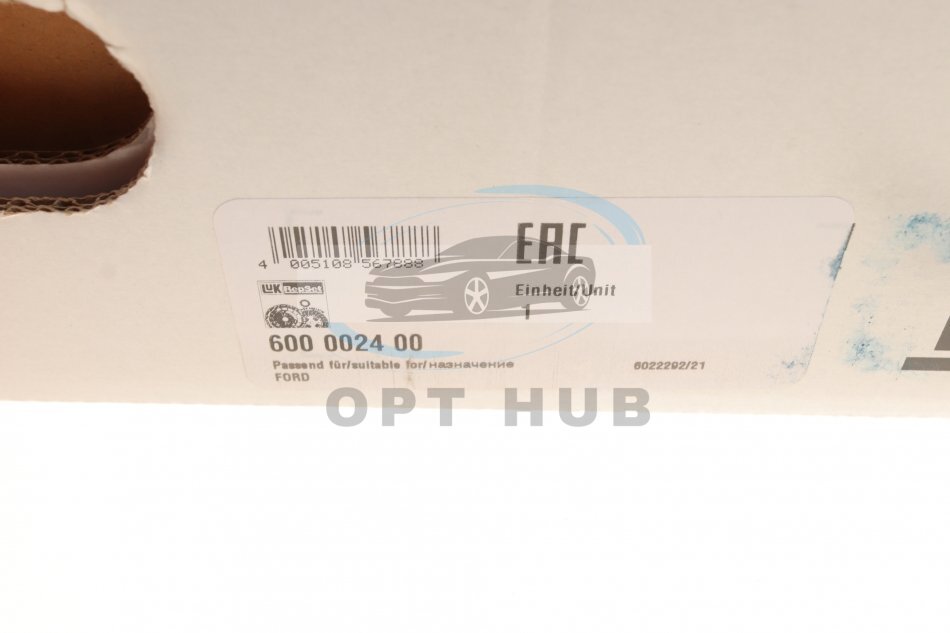 EAC
4 005108 567888
LuK RepSet
Einheit/Unit
1
600 0024 00
Passend für/suitable for/назначение
6022292/21
FORD
OPT HUB